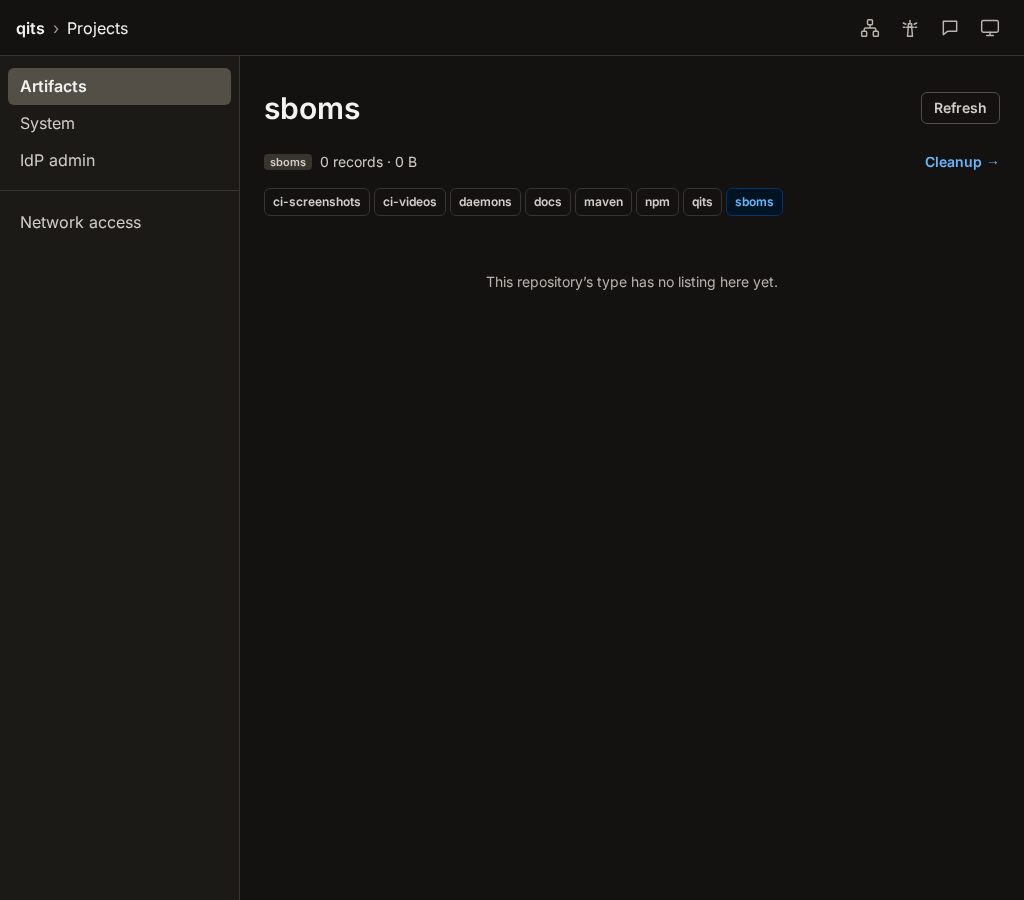 qits › Projects
Artifacts
System
IdP admin
Network access
sboms
Refresh
sboms 0 records · 0 B
Cleanup →
ci-screenshots ci-videos daemons docs maven npm qits sboms
This repository’s type has no listing here yet.